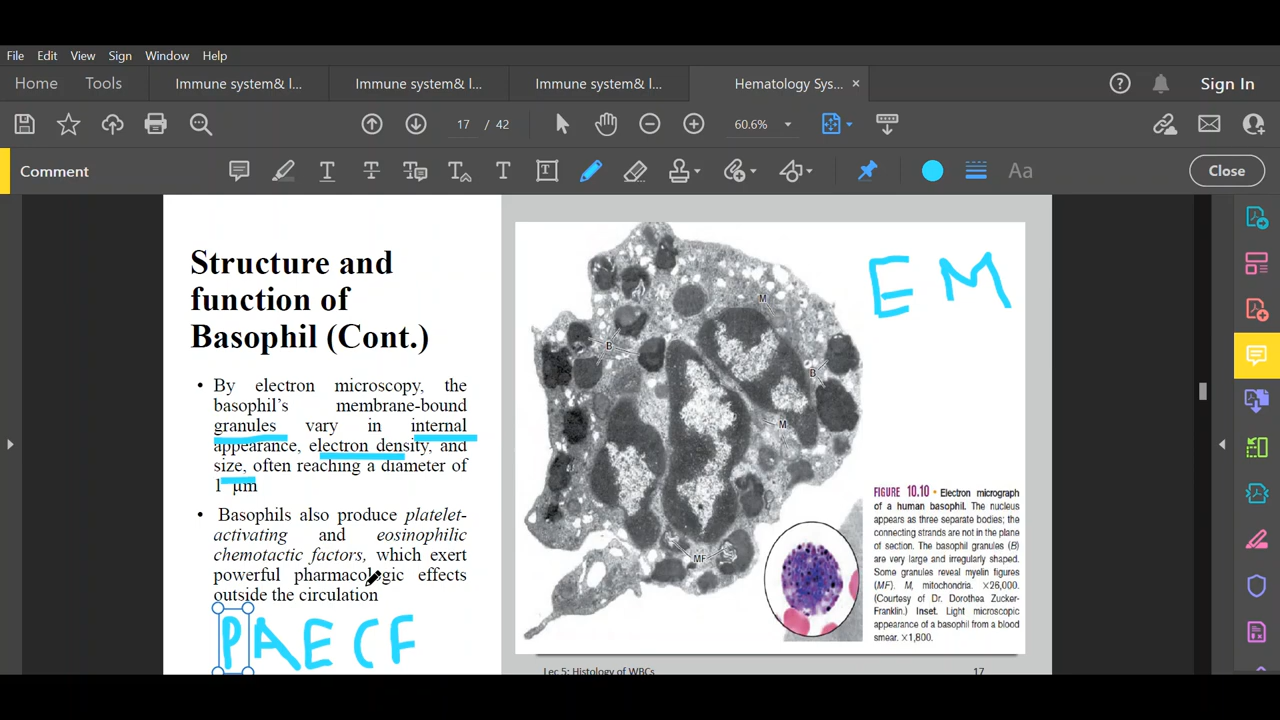 File Edit View Sign Window Help
Home Tools Immune system& l... Immune system& l... Immune system& l... Hematology Sys... × ? Sign In
17 / 42 60.6%
Comment T T T T T T Aa Close
Structure and
function of
Basophil (Cont.)
• By electron microscopy, the
basophil's membrane-bound
granules vary in internal
appearance, electron density, and
size, often reaching a diameter of
1 µm
• Basophils also produce platelet-
activating and eosinophilic
chemotactic factors, which exert
powerful pharmacologic effects
outside the circulation
PAECF
EM
M
B
B
M
MF
FIGURE 10.10 • Electron micrograph
of a human basophil. The nucleus
appears as three separate bodies; the
connecting strands are not in the plane
of section. The basophil granules (B)
are very large and irregularly shaped.
Some granules reveal myelin figures
(MF). M, mitochondria. ×26,000.
(Courtesy of Dr. Dorothea Zucker-
Franklin.) Inset. Light microscopic
appearance of a basophil from a blood
smear. ×1,800.
Lec 5: Histology of WBCs 17